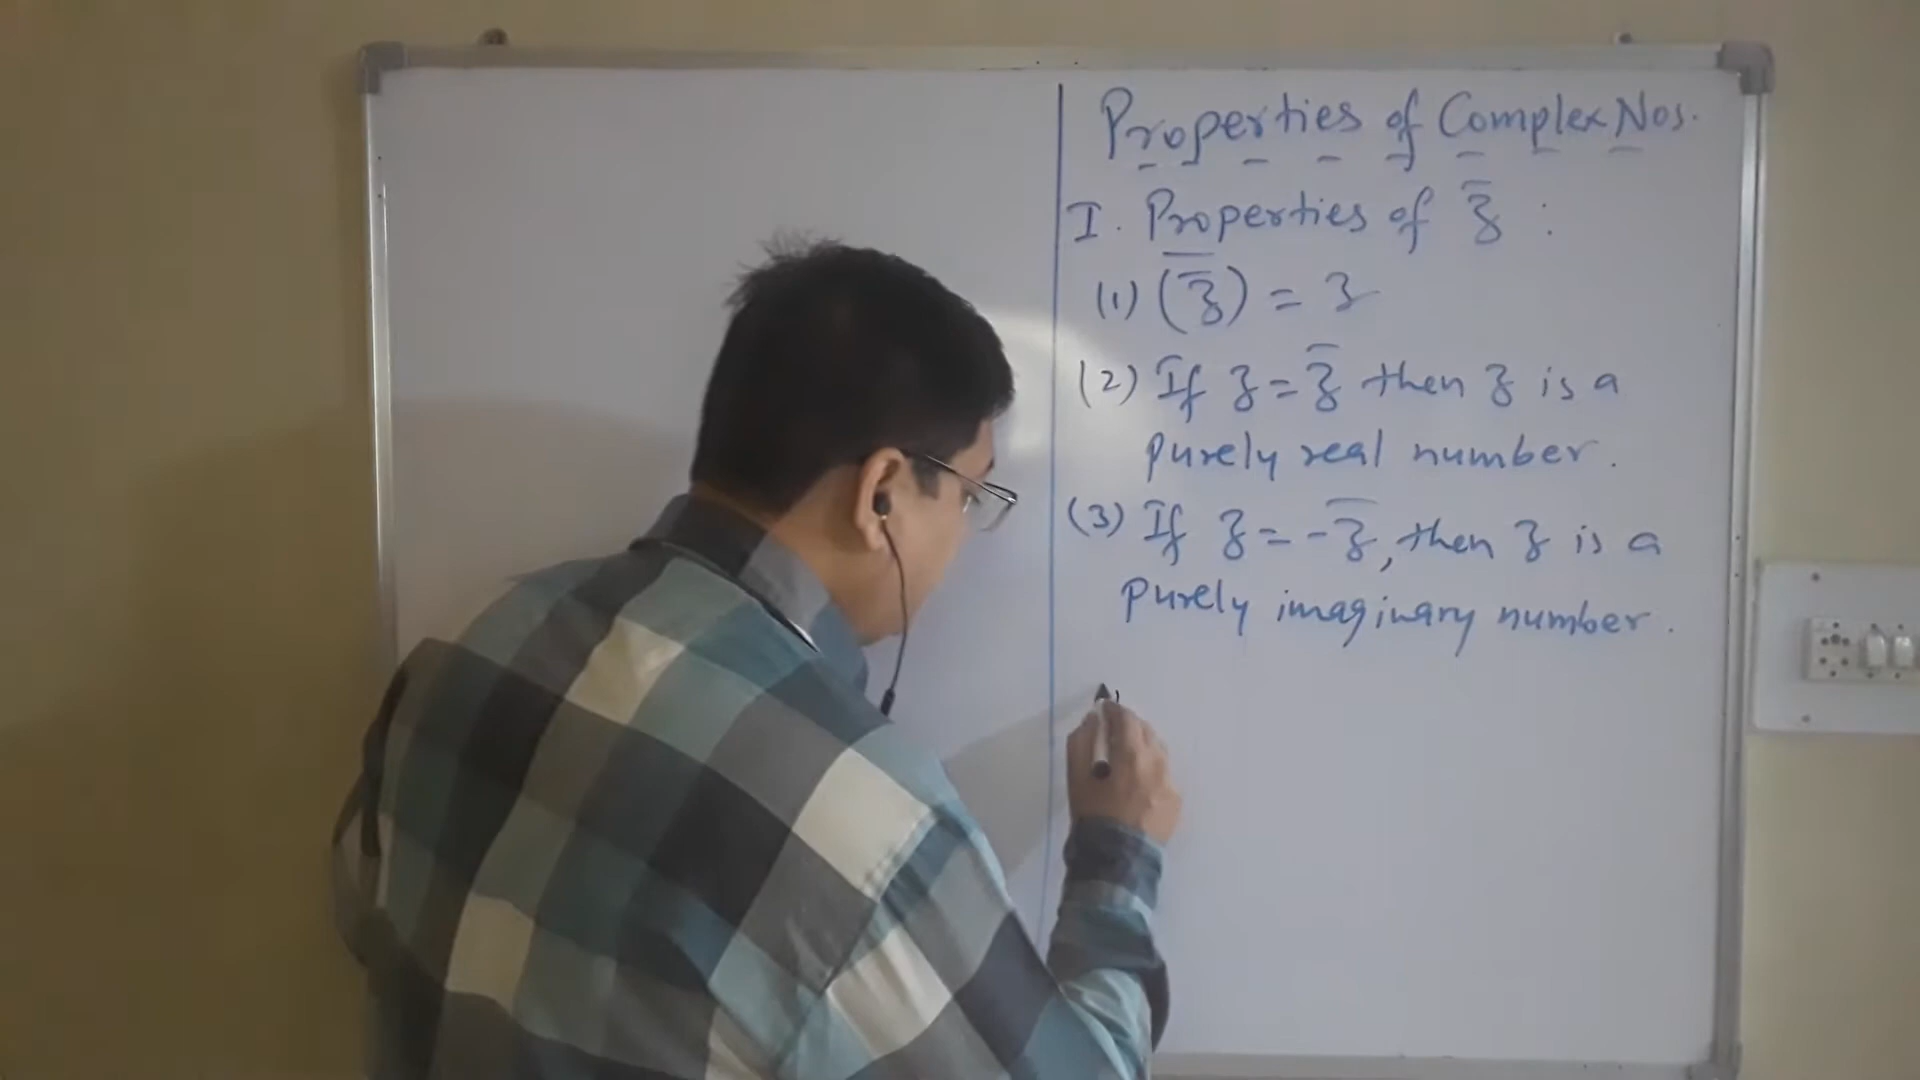 Properties of Complex Nos.
I. Properties of z̄ :
(1) \overline{(z̄)} = z
(2) If z = z̄ then z is a
purely real number.
(3) If z = -z̄, then z is a
purely imaginary number.